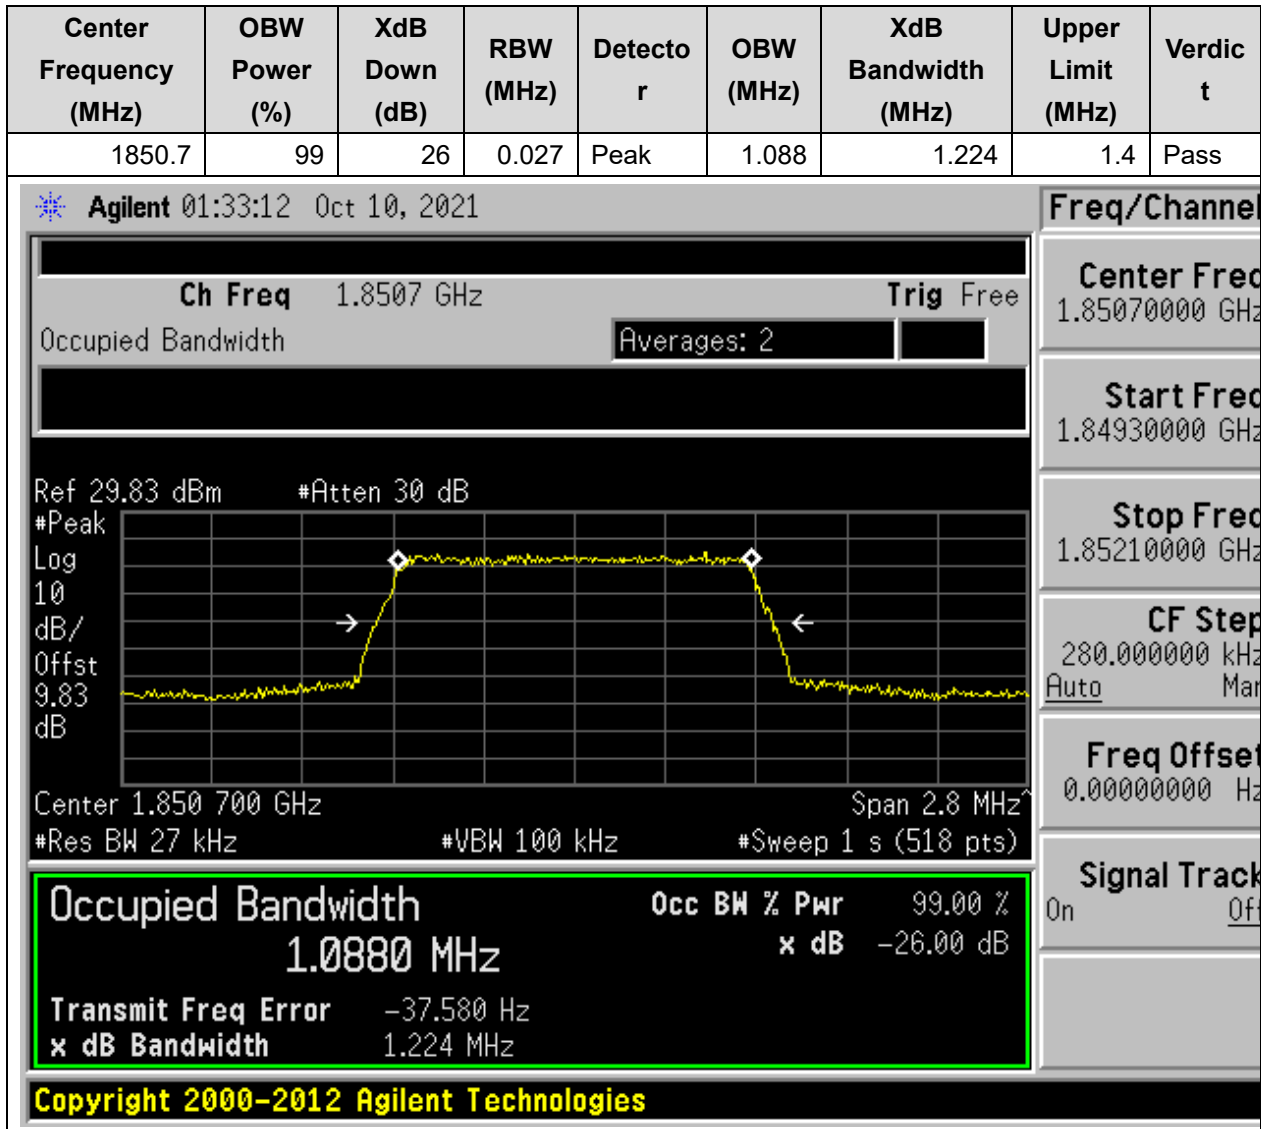 Center Frequency (MHz) OBW Power (%) XdB Down (dB) RBW (MHz) Detector OBW (MHz) XdB Bandwidth (MHz) Upper Limit (MHz) Verdict
1850.7 99 26 0.027 Peak 1.088 1.224 1.4 Pass
Agilent 01:33:12 Oct 10, 2021
Ch Freq 1.8507 GHz Trig Free
Occupied Bandwidth Averages: 2
Ref 29.83 dBm #Atten 30 dB
#Peak
Log
10
dB/
Offst
9.83
dB
Center 1.850 700 GHz Span 2.8 MHz^
#Res BW 27 kHz #VBW 100 kHz #Sweep 1 s (518 pts)
Occupied Bandwidth
1.0880 MHz
Occ BW % Pwr 99.00 %
x dB -26.00 dB
Transmit Freq Error -37.580 Hz
x dB Bandwidth 1.224 MHz
Copyright 2000-2012 Agilent Technologies
Freq/Channel
Center Freq
1.85070000 GHz
Start Freq
1.84930000 GHz
Stop Freq
1.85210000 GHz
CF Step
280.000000 kHz
Auto Man
Freq Offset
0.00000000 Hz
Signal Track
On Off